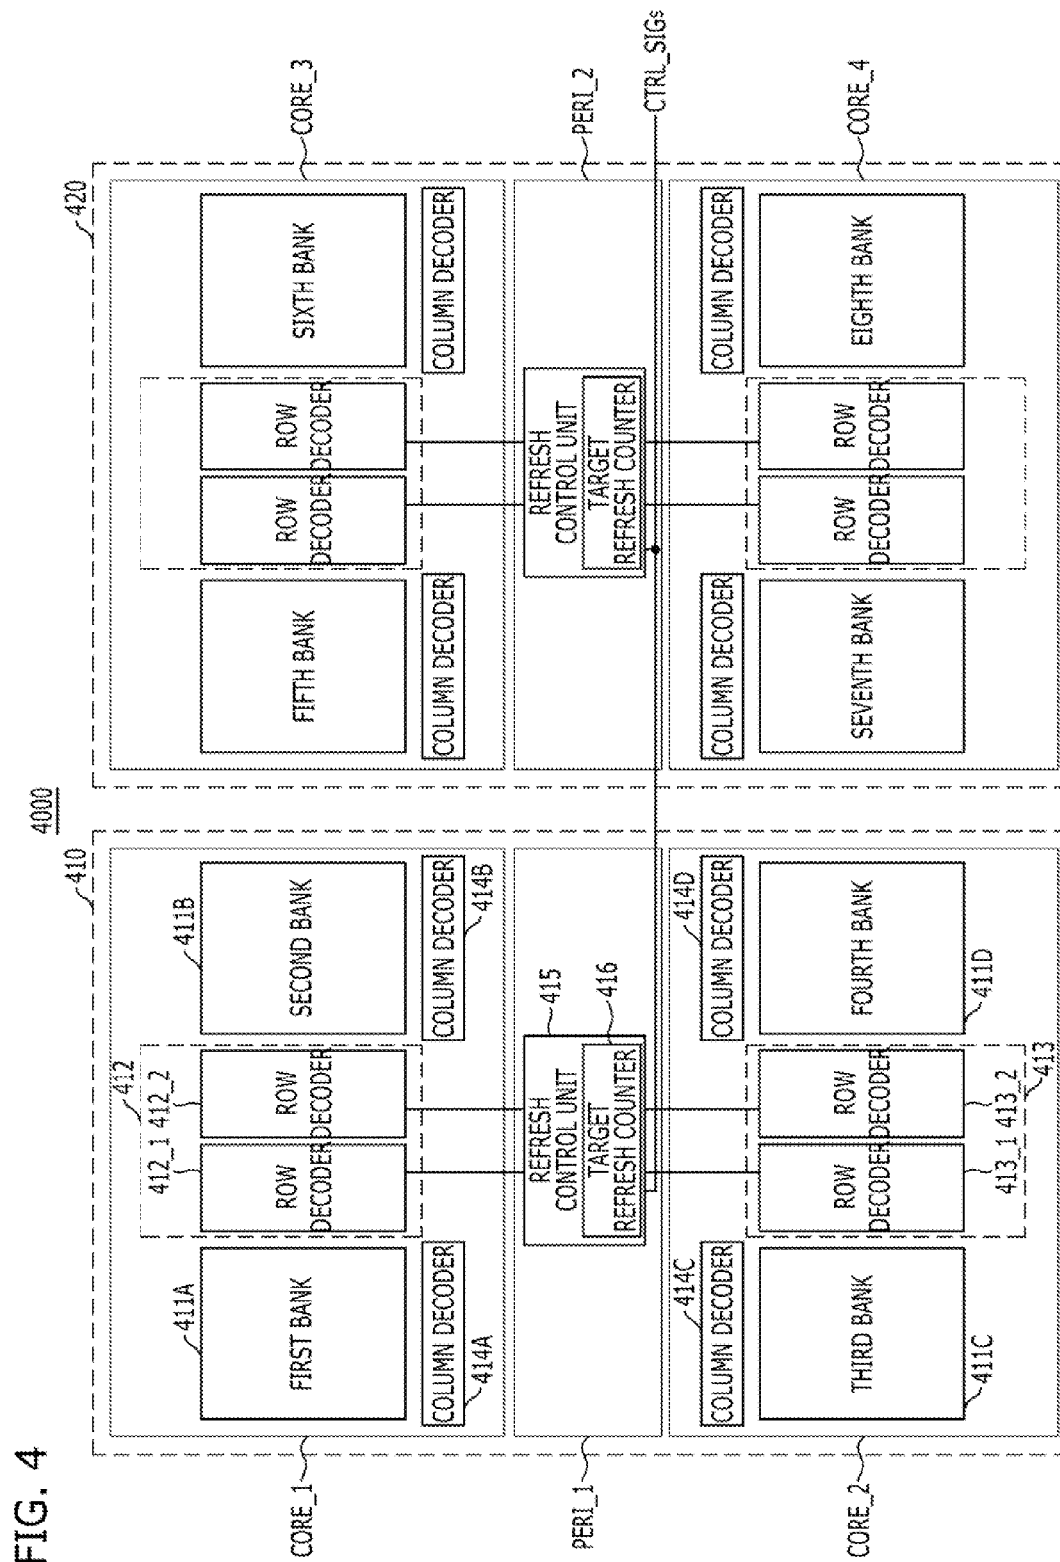 FIG. 4
4000
410
420
411A
412
412_1
412_2
411B
FIRST BANK
ROW
DECODER
ROW
DECODER
SECOND BANK
FIFTH BANK
ROW
DECODER
ROW
DECODER
SIXTH BANK
CORE_1
CORE_3
COLUMN DECODER
COLUMN DECODER
COLUMN DECODER
COLUMN DECODER
414A
414B
415
416
REFRESH
CONTROL UNIT
TARGET
REFRESH COUNTER
REFRESH
CONTROL UNIT
TARGET
REFRESH COUNTER
PERI_1
PERI_2
CTRL_SIGs
414C
414D
COLUMN DECODER
COLUMN DECODER
COLUMN DECODER
COLUMN DECODER
THIRD BANK
ROW
DECODER
ROW
DECODER
FOURTH BANK
SEVENTH BANK
ROW
DECODER
ROW
DECODER
EIGHTH BANK
CORE_2
CORE_4
411C
413_1
413_2
413
411D